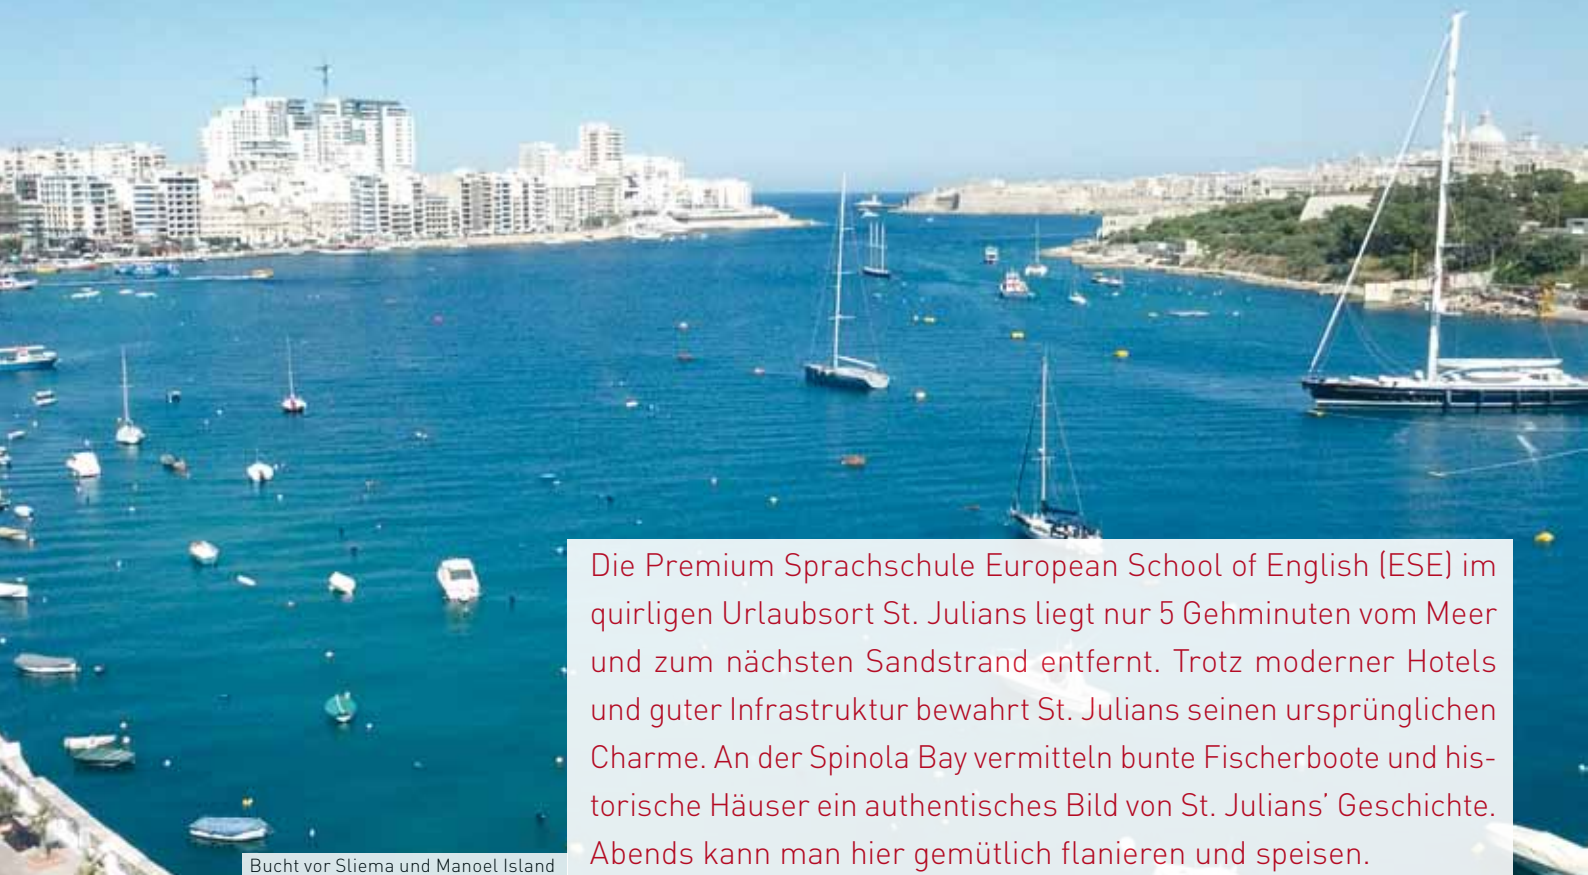 Die Premium Sprachschule European School of English (ESE) im
quirligen Urlaubsort St. Julians liegt nur 5 Gehminuten vom Meer
und zum nächsten Sandstrand entfernt. Trotz moderner Hotels
und guter Infrastruktur bewahrt St. Julians seinen ursprünglichen
Charme. An der Spinola Bay vermitteln bunte Fischerboote und his-
torische Häuser ein authentisches Bild von St. Julians’ Geschichte.
Abends kann man hier gemütlich flanieren und speisen.
Bucht vor Sliema und Manoel Island